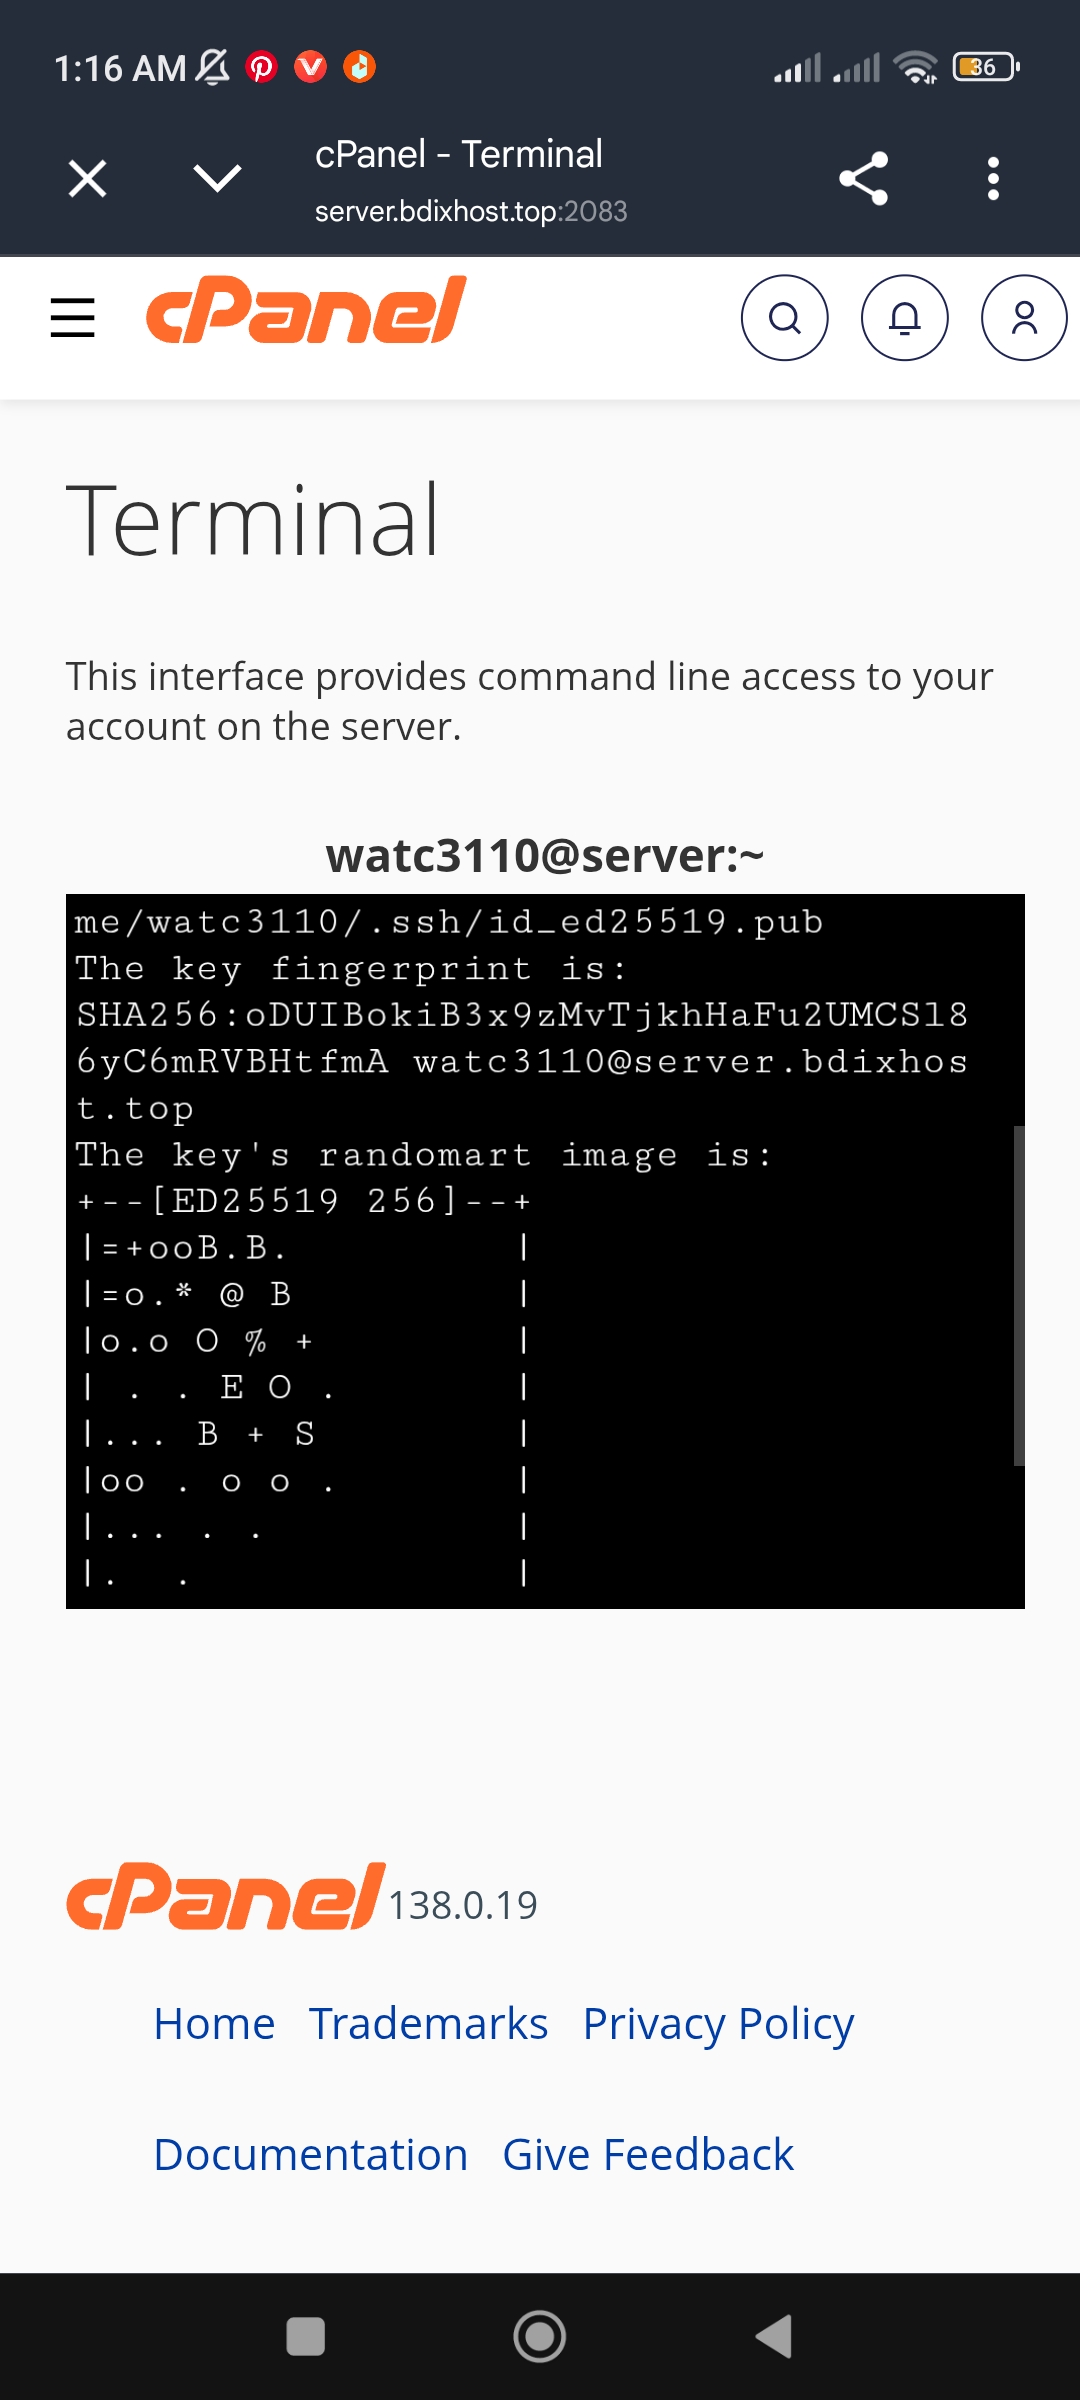 1:16 AM
36
cPanel - Terminal
server.bdixhost.top:2083
cPanel
Terminal
This interface provides command line access to your
account on the server.
watc3110@server:~
me/watc3110/.ssh/id_ed25519.pub
The key fingerprint is:
SHA256:oDUIBokiB3x9zMvTjkhHaFu2UMCSl8
6yC6mRVBHtfmA watc3110@server.bdixhos
t.top
The key's randomart image is:
+--[ED25519 256]--+
|=+ooB.B.         |
|=o.* @ B         |
|o.o O % +        |
| . . E O .       |
|... B + S        |
|oo . o o .       |
|... . .          |
|.  .             |
cPanel 138.0.19
Home Trademarks Privacy Policy
Documentation Give Feedback